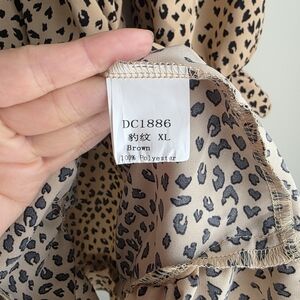 DC1886
豹纹 XL
Brown
100% Polyester